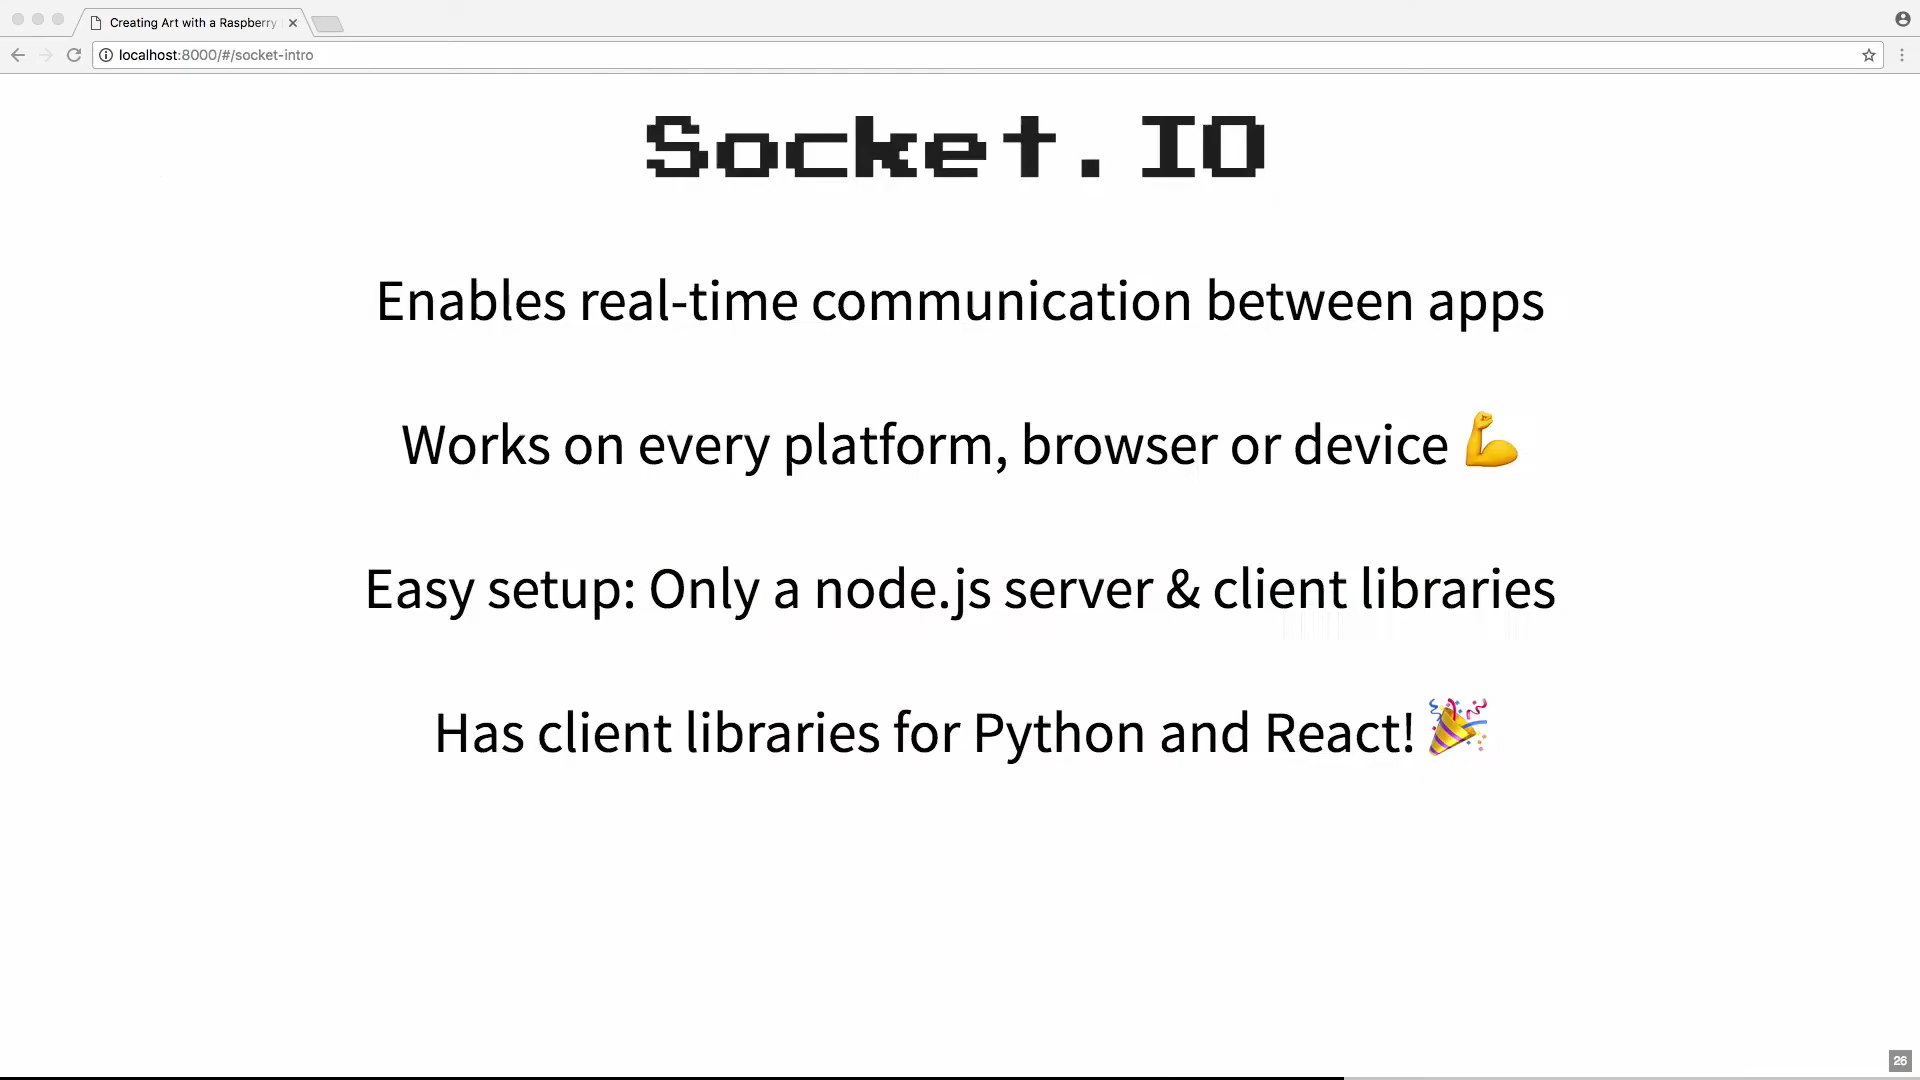 Creating Art with a Raspberry
localhost:8000/#/socket-intro
Socket.IO
Enables real-time communication between apps
Works on every platform, browser or device 💪
Easy setup: Only a node.js server & client libraries
Has client libraries for Python and React! 🎉
26